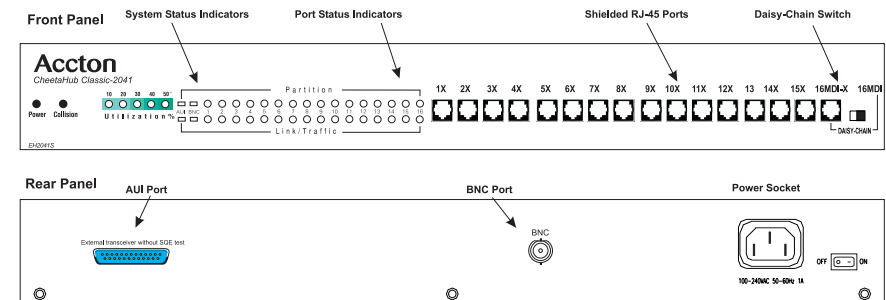 Front Panel
System Status Indicators
Port Status Indicators
Shielded RJ-45 Ports
Daisy-Chain Switch
Accton
CheetaHub Classic-2041
Power
Collision
10 20 30 40 50+
Utilization%
AUI BNC
Partition
1 2 3 4 5 6 7 8 9 10 11 12 13 14 15 16
Link/Traffic
1X 2X 3X 4X 5X 6X 7X 8X 9X 10X 11X 12X 13 14X 15X 16MDI-X 16MDI
DAISY-CHAIN
EH2041S
Rear Panel
AUI Port
BNC Port
Power Socket
External transceiver without SQE test
BNC
OFF ON
100-240VAC 50-60Hz 1A